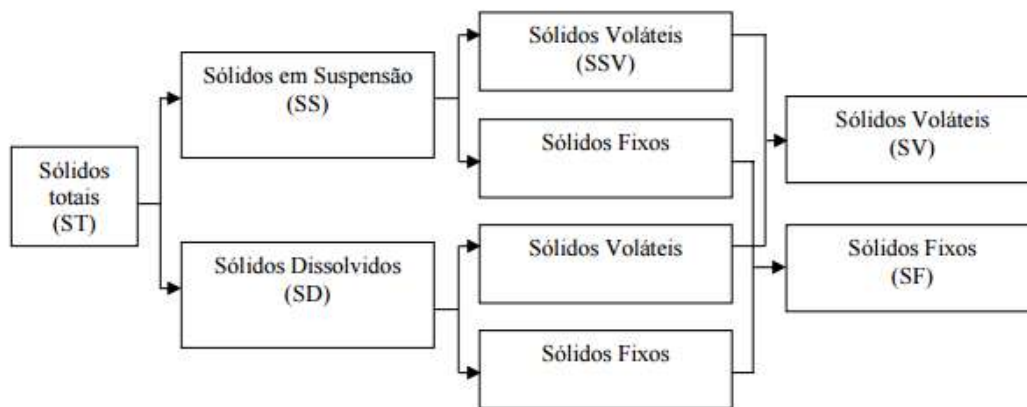 Sólidos
totais
(ST)
Sólidos em Suspensão
(SS)
Sólidos Dissolvidos
(SD)
Sólidos Voláteis
(SSV)
Sólidos Fixos
Sólidos Voláteis
Sólidos Fixos
Sólidos Voláteis
(SV)
Sólidos Fixos
(SF)